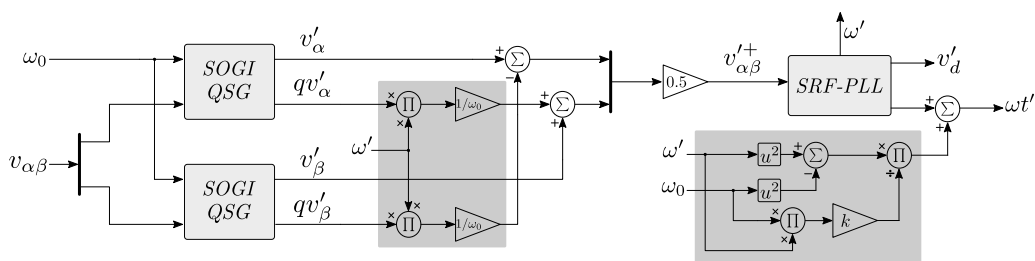 ω₀
SOGI
QSG
v′α
qv′α
vαβ
SOGI
QSG
v′β
qv′β
ω′
× Π ×
1/ω₀
× Π ×
1/ω₀
+ Σ −
+ Σ +
0.5
v′⁺αβ
SRF-PLL
ω′
v′d
+ Σ +
ωt′
ω′
u²
+ Σ −
× Π ÷
ω₀
u²
× Π ×
k